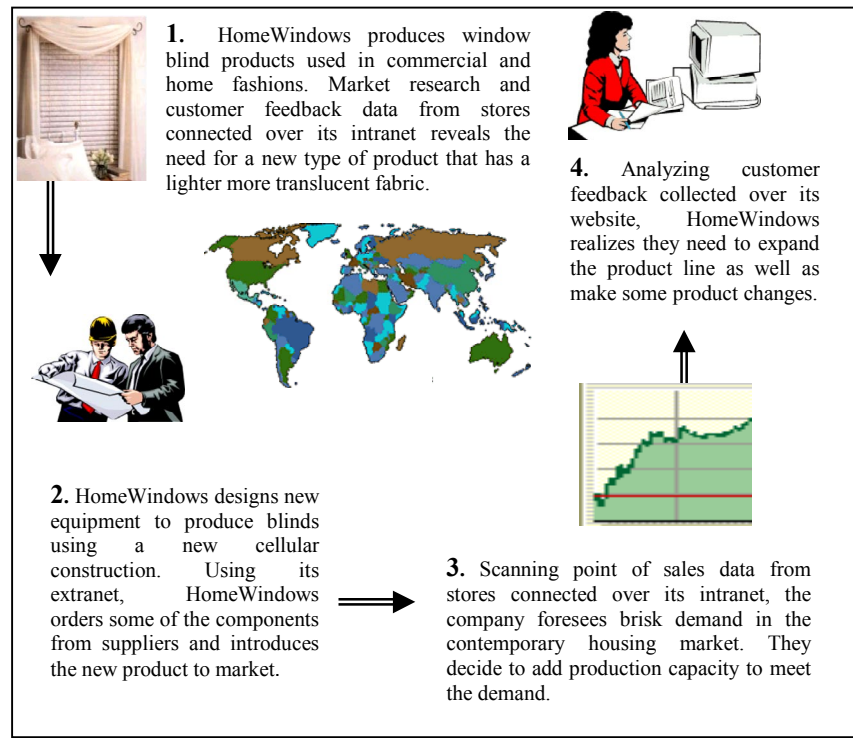 1. HomeWindows produces window
blind products used in commercial and
home fashions. Market research and
customer feedback data from stores
connected over its intranet reveals the
need for a new type of product that has a
lighter more translucent fabric.
2. HomeWindows designs new
equipment to produce blinds
using a new cellular
construction. Using its
extranet, HomeWindows
orders some of the components
from suppliers and introduces
the new product to market.
3. Scanning point of sales data from
stores connected over its intranet, the
company foresees brisk demand in the
contemporary housing market. They
decide to add production capacity to meet
the demand.
4. Analyzing customer
feedback collected over its
website, HomeWindows
realizes they need to expand
the product line as well as
make some product changes.